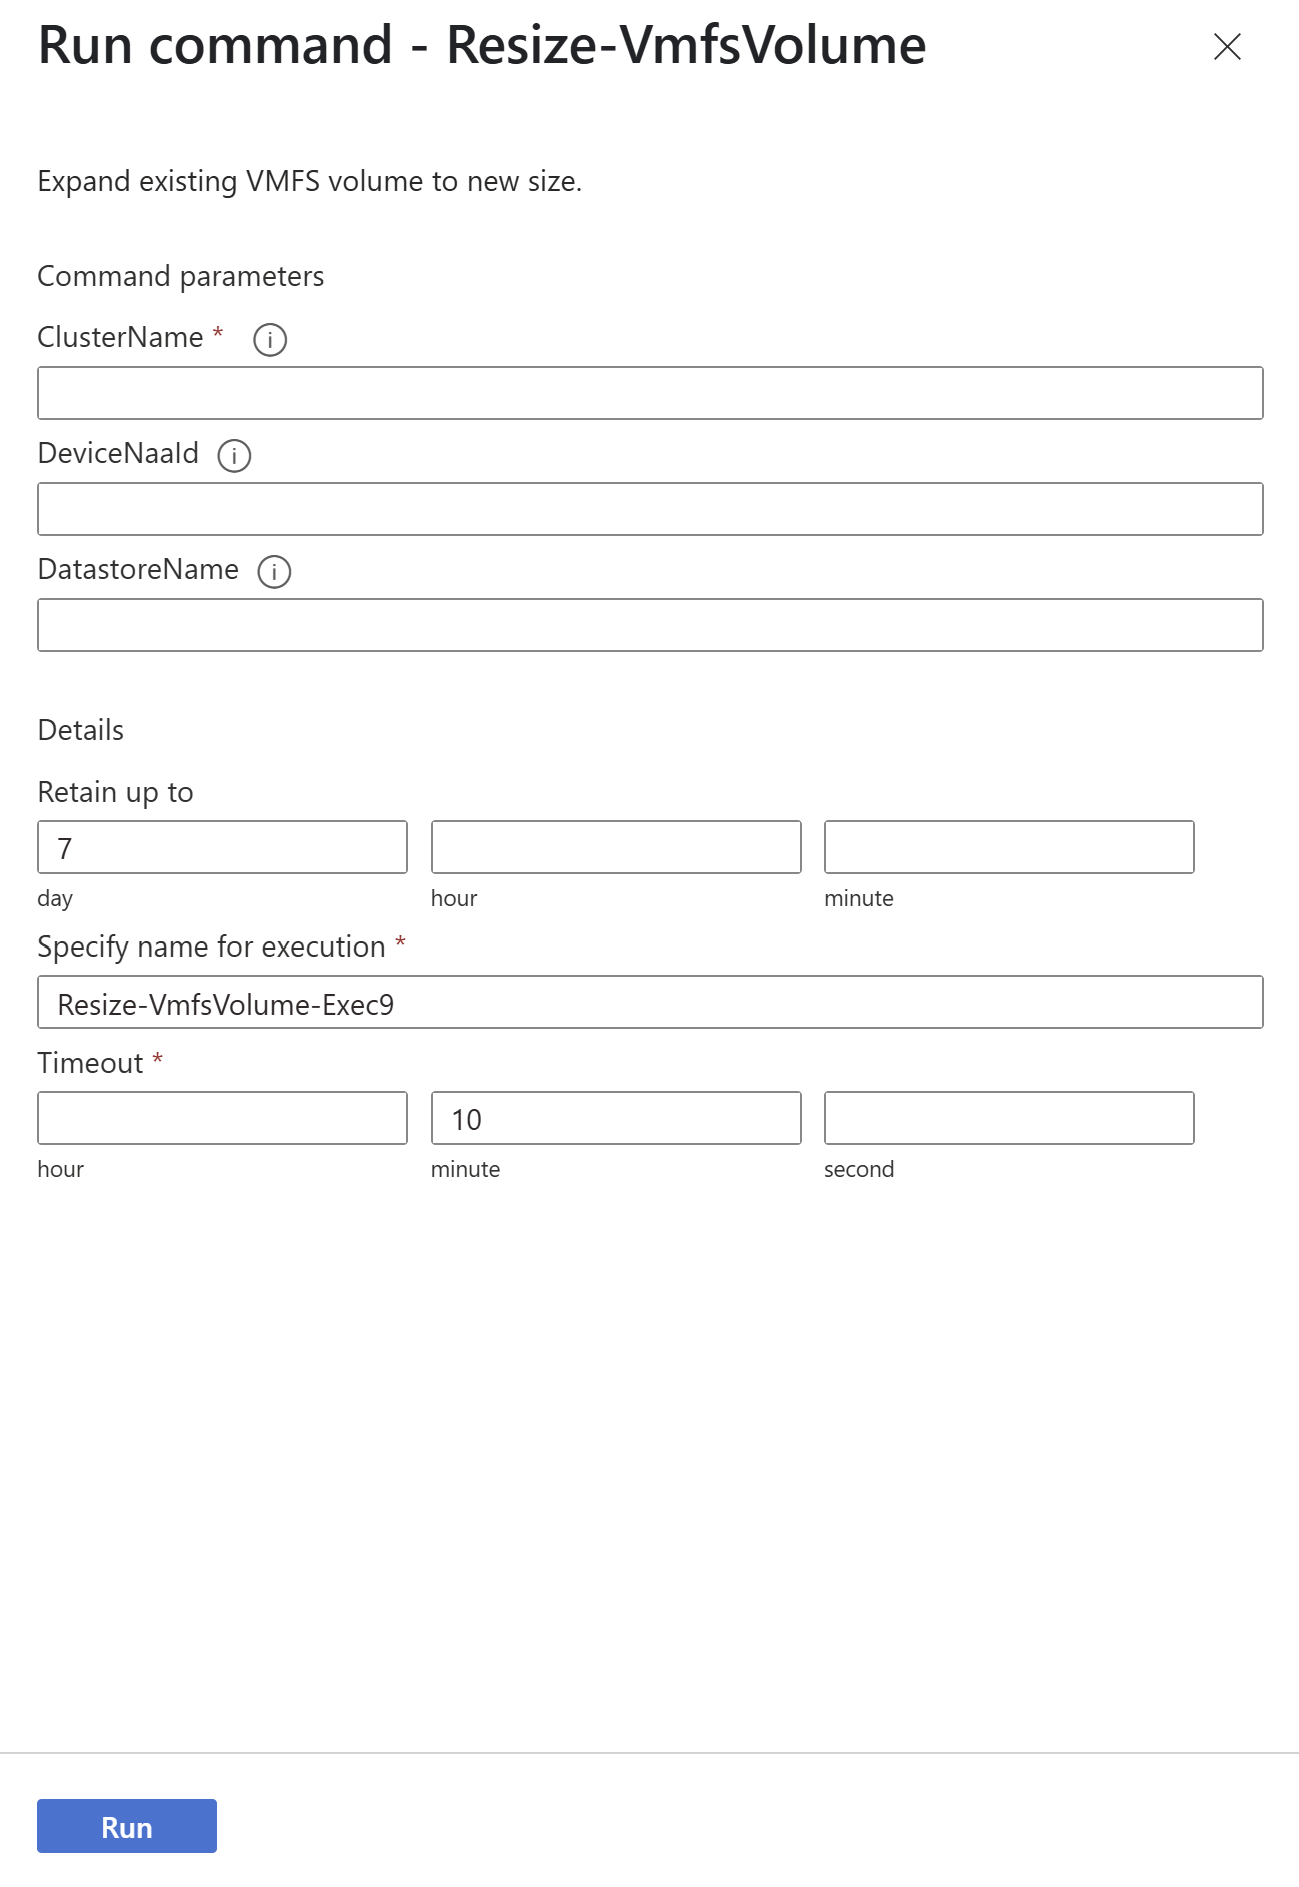 Run command - Resize-VmfsVolume
Expand existing VMFS volume to new size.
Command parameters
ClusterName *
DeviceNaaId
DatastoreName
Details
Retain up to
7
day hour minute
Specify name for execution *
Resize-VmfsVolume-Exec9
Timeout *
10
hour minute second
Run